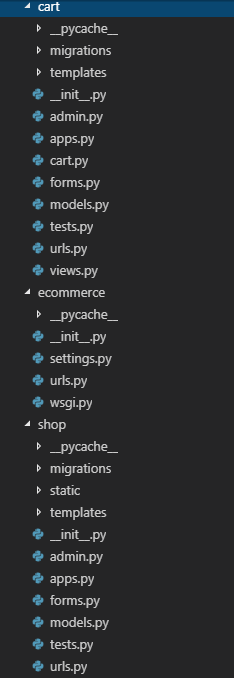 cart
__pycache__
migrations
templates
__init__.py
admin.py
apps.py
cart.py
forms.py
models.py
tests.py
urls.py
views.py
ecommerce
__pycache__
__init__.py
settings.py
urls.py
wsgi.py
shop
__pycache__
migrations
static
templates
__init__.py
admin.py
apps.py
forms.py
models.py
tests.py
urls.py